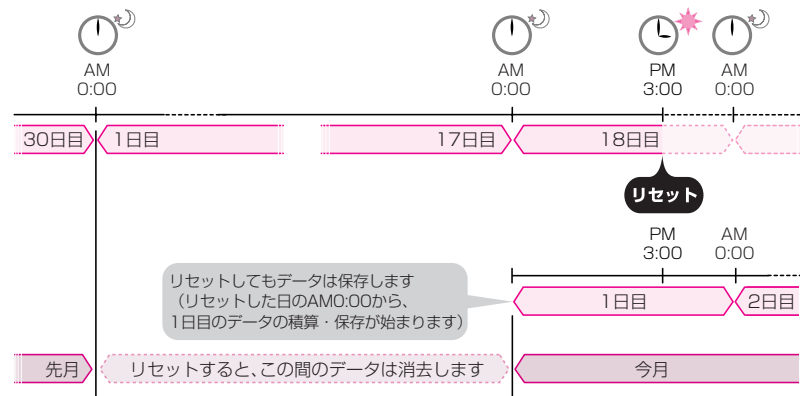 AM
0:00
AM
0:00
PM
3:00
AM
0:00
30日目
1日目
17日目
18日目
リセット
PM
3:00
AM
0:00
リセットしてもデータは保存します
（リセットした日のAM0:00から、
1日目のデータの積算・保存が始まります）
1日目
2日目
先月
リセットすると、この間のデータは消去します
今月